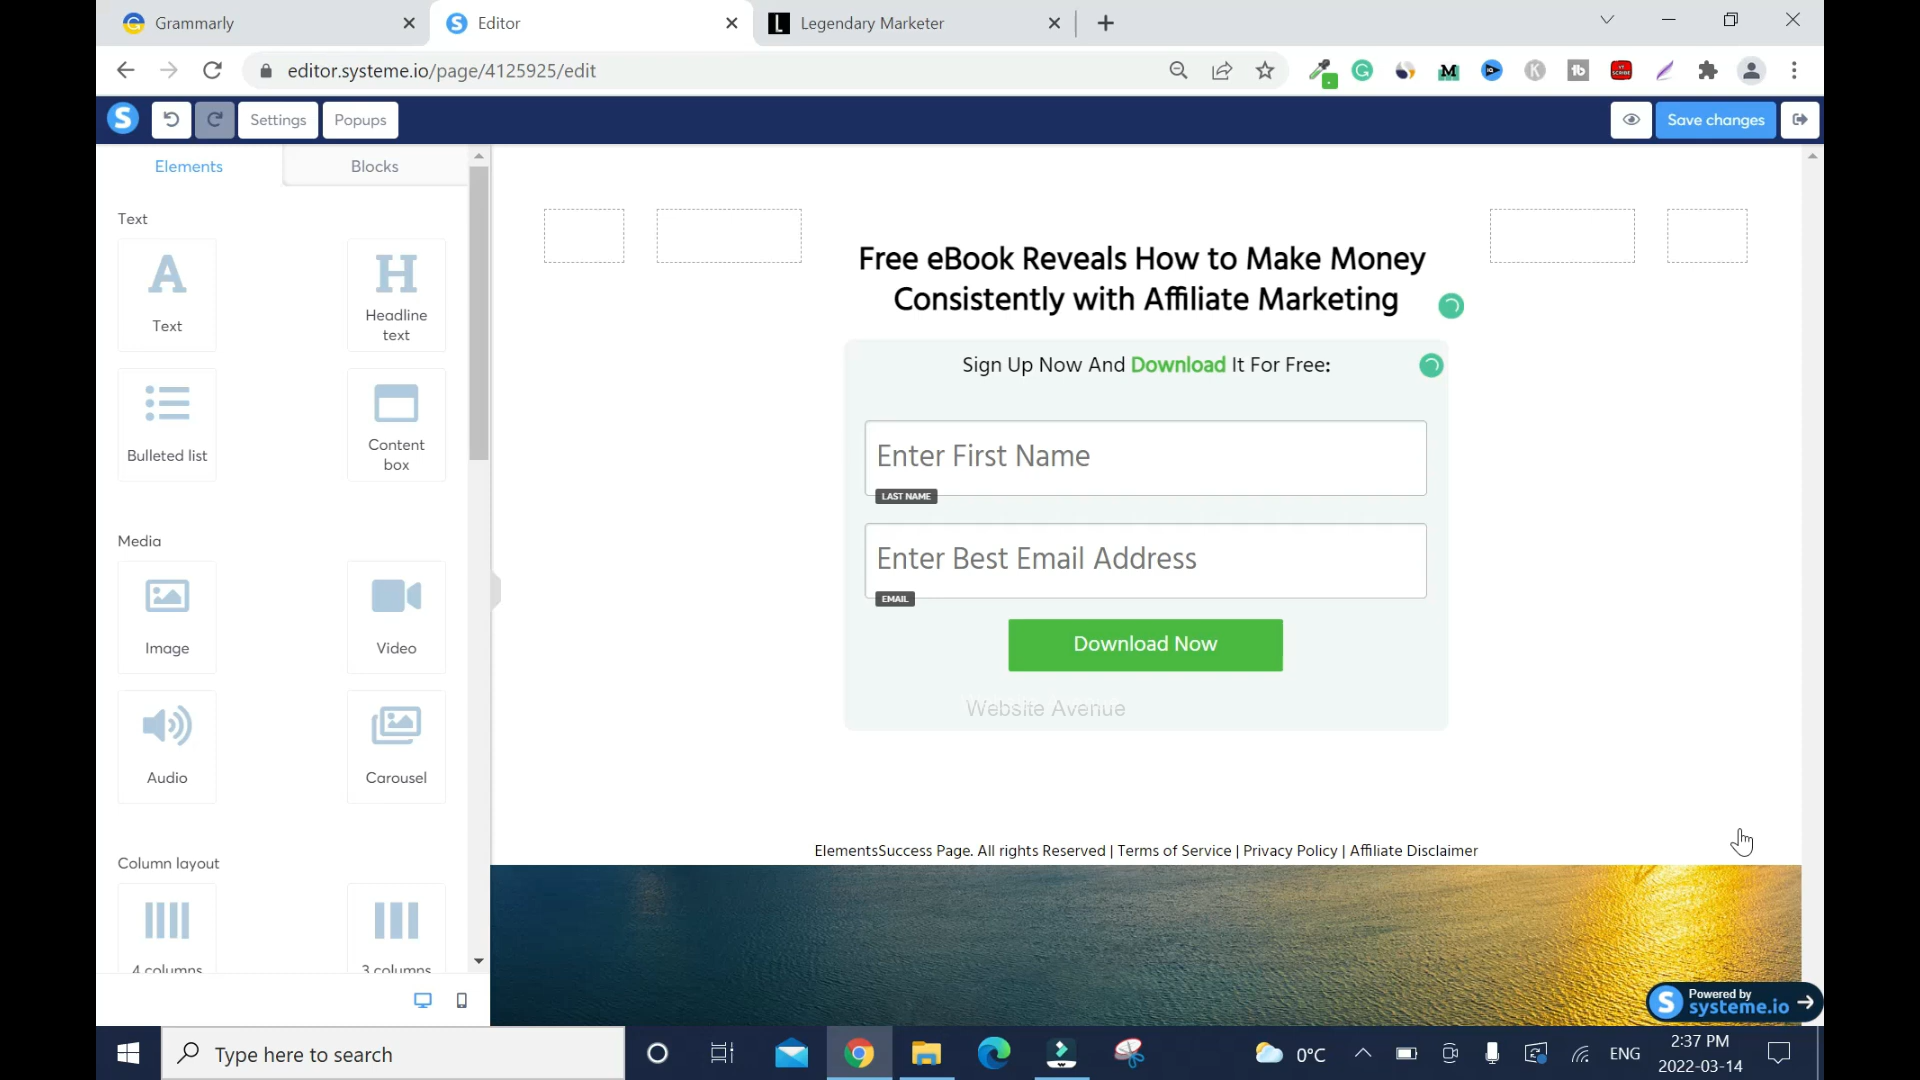 Grammarly
Editor
Legendary Marketer
editor.systeme.io/page/4125925/edit
Settings
Popups
Save changes
Elements
Blocks
Text
Text
Headline
text
Bulleted list
Content
box
Media
Image
Video
Audio
Carousel
Column layout
4 columns
3 columns
Free eBook Reveals How to Make Money
Consistently with Affiliate Marketing
Sign Up Now And Download It For Free:
Enter First Name
LAST NAME
Enter Best Email Address
EMAIL
Download Now
Website Avenue
ElementsSuccess Page. All rights Reserved | Terms of Service | Privacy Policy | Affiliate Disclaimer
Powered by
systeme.io
Type here to search
0°C
ENG
2:37 PM
2022-03-14